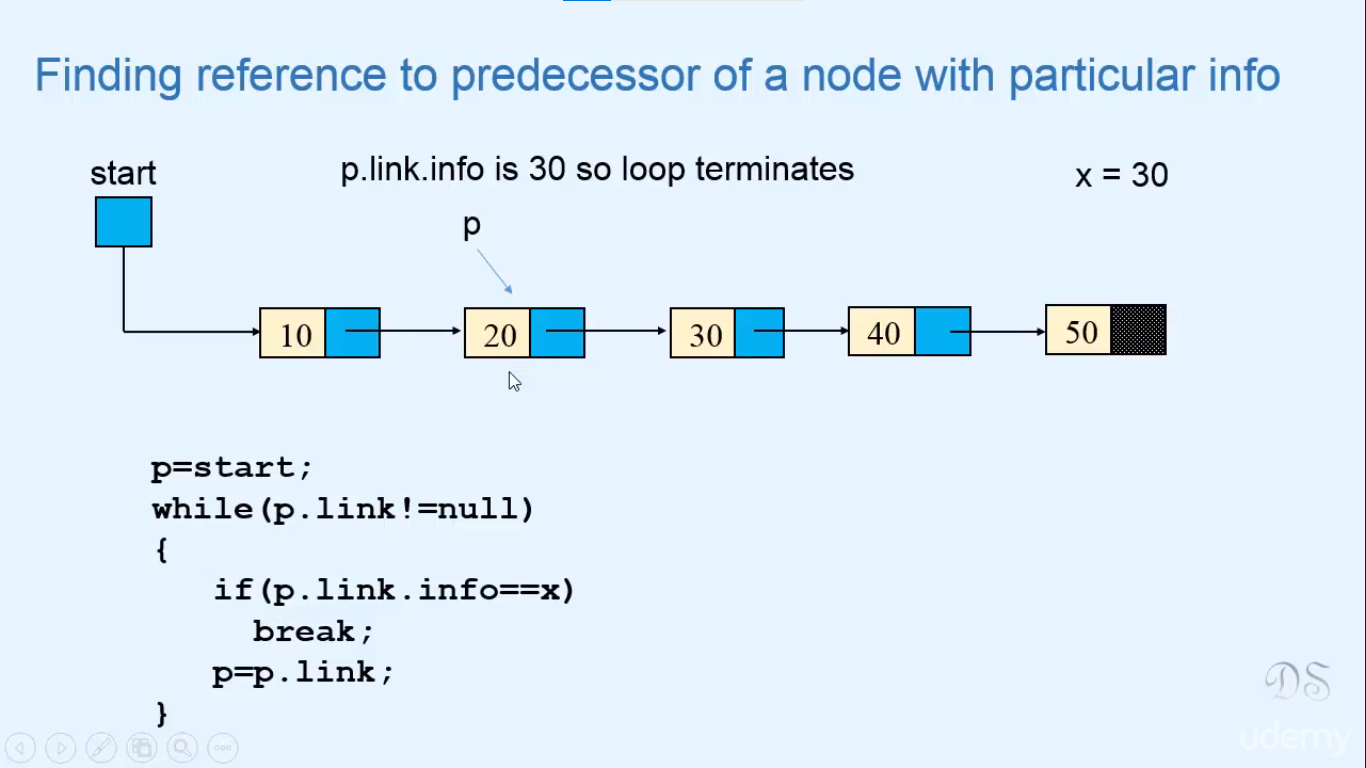 Finding reference to predecessor of a node with particular info
start
p.link.info is 30 so loop terminates
x = 30
p
10
20
30
40
50
p=start;
while(p.link!=null)
{
if(p.link.info==x)
break;
p=p.link;
}
DS
udemy